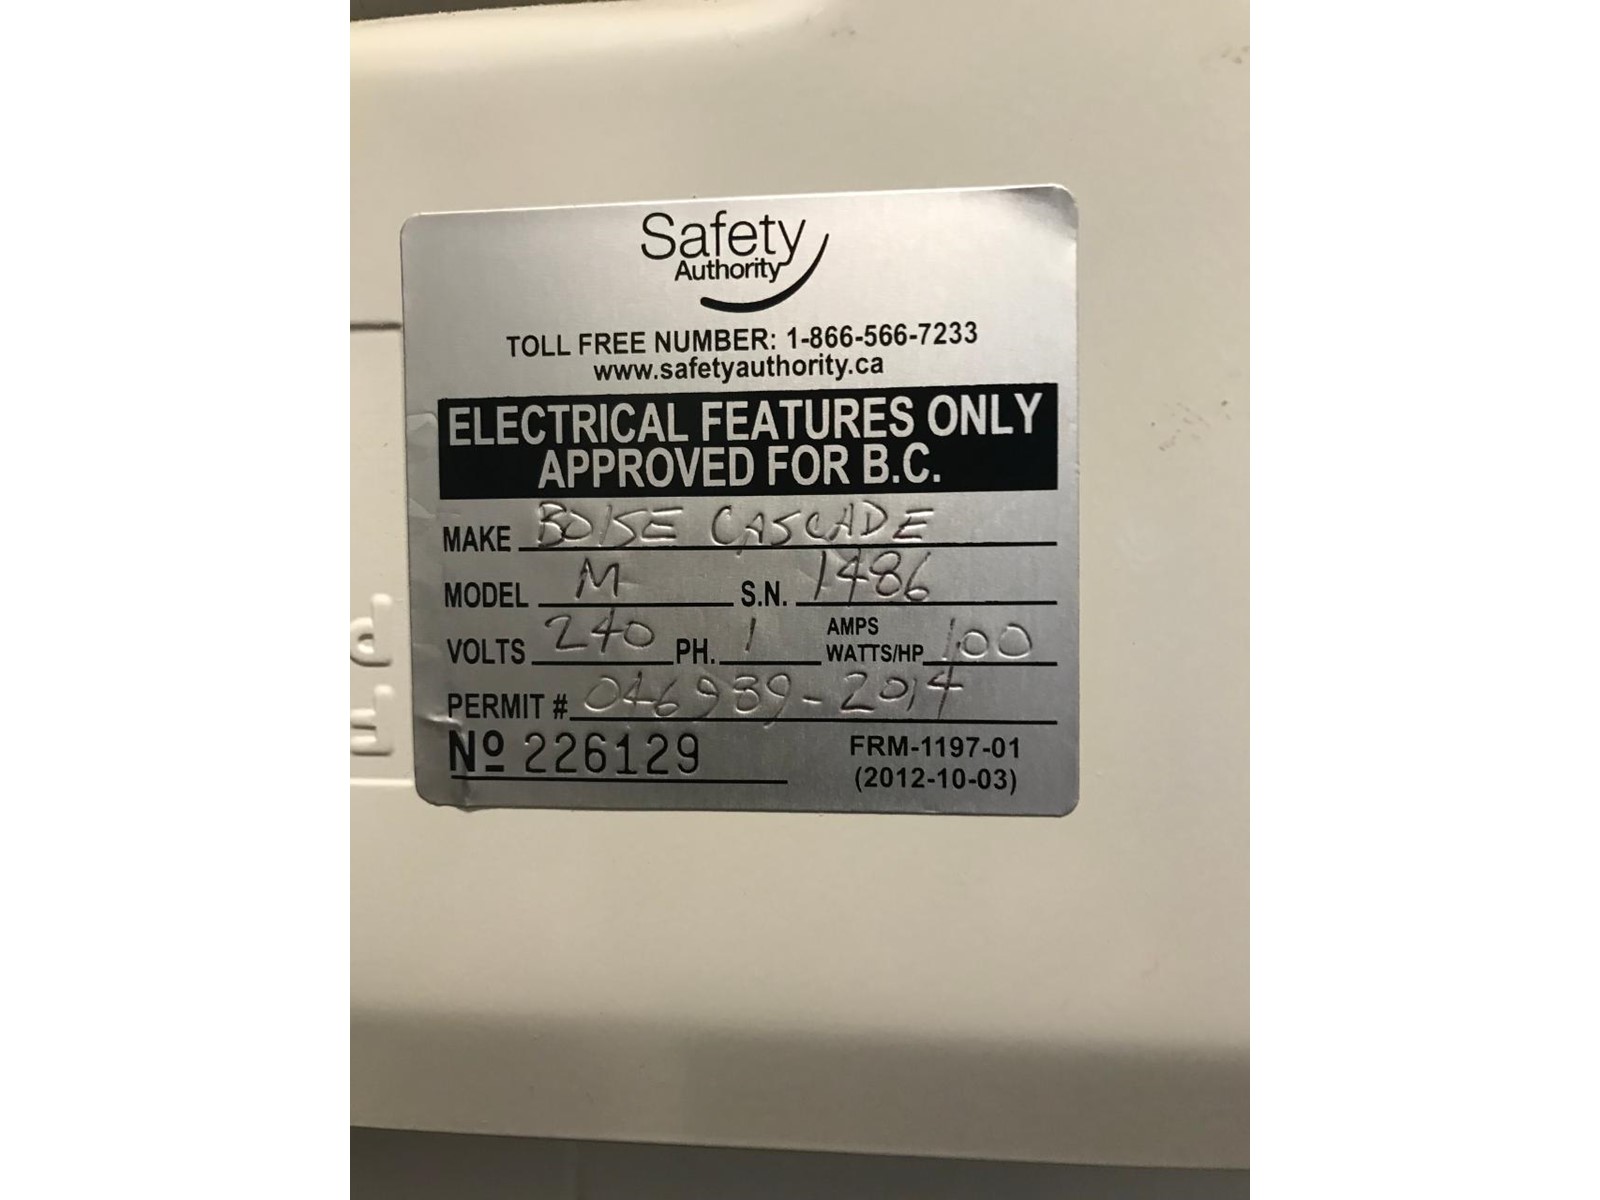 Safety
Authority
TOLL FREE NUMBER: 1-866-566-7233
www.safetyauthority.ca
ELECTRICAL FEATURES ONLY
APPROVED FOR B.C.
MAKE BOISE CASCADE
MODEL M S.N. 1486
VOLTS 240 PH. 1 AMPS WATTS/HP 100
PERMIT # 046989-2014
Nº 226129 FRM-1197-01
(2012-10-03)